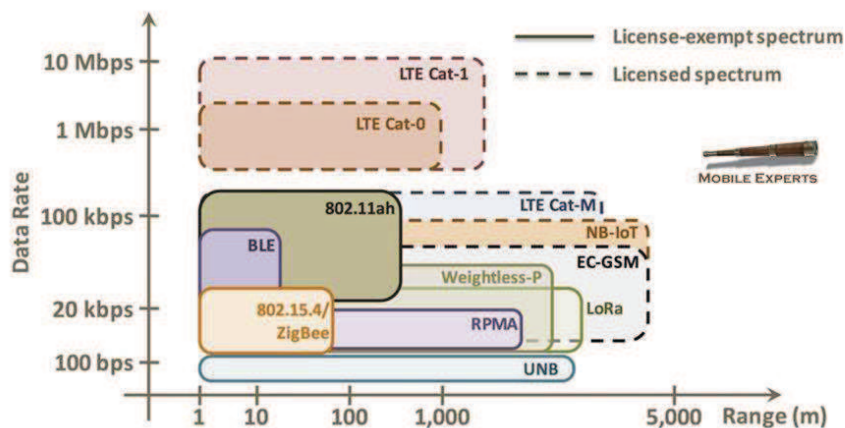 License-exempt spectrum
Licensed spectrum
10 Mbps
LTE Cat-1
LTE Cat-0
1 Mbps
MOBILE EXPERTS
Data Rate
100 kbps
802.11ah
LTE Cat-M
NB-IoT
BLE
EC-GSM
Weightless-P
20 kbps
802.15.4/
ZigBee
RPMA
LoRa
100 bps
UNB
1
10
100
1,000
5,000
Range (m)